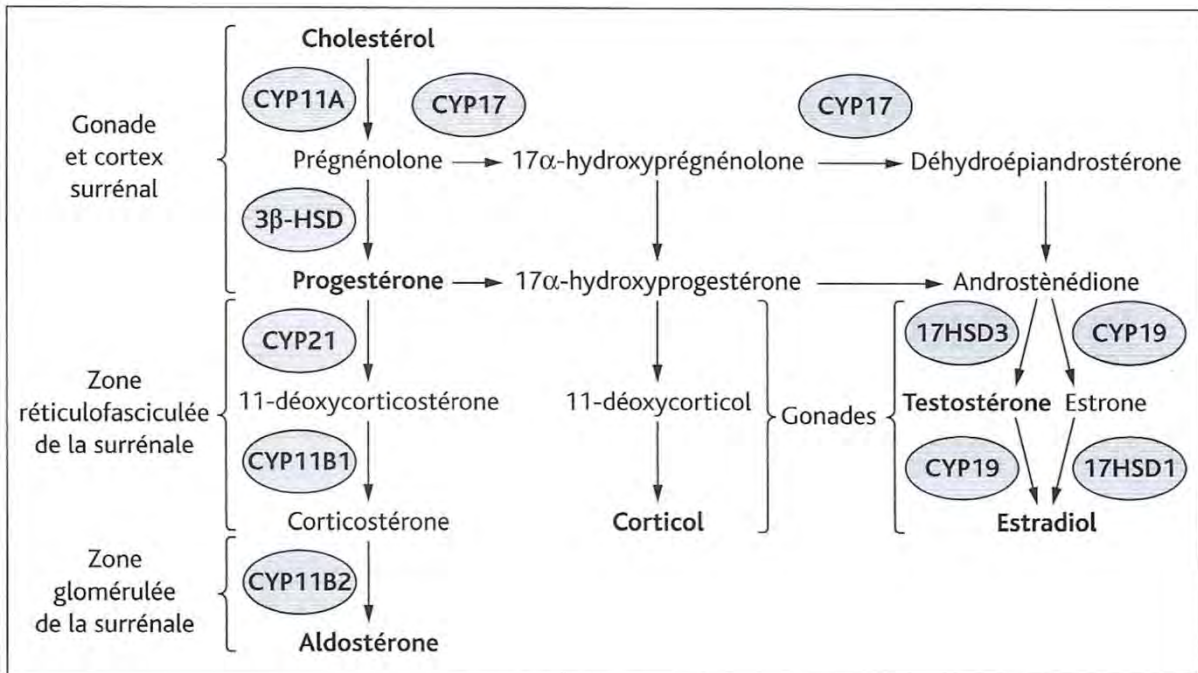 Cholestérol
CYP11A
CYP17
CYP17
Gonade
et cortex
surrénal
Prégnénolone
17α-hydroxyprégnénolone
Déhydroépiandrostérone
3β-HSD
Progestérone
17α-hydroxyprogestérone
Androstènédione
CYP21
17HSD3
CYP19
Zone
réticulofasciculée
de la surrénale
11-déoxycorticostérone
11-déoxycorticol
Gonades
Testostérone
Estrone
CYP11B1
CYP19
17HSD1
Corticostérone
Corticol
Estradiol
Zone
glomérulée
de la surrénale
CYP11B2
Aldostérone